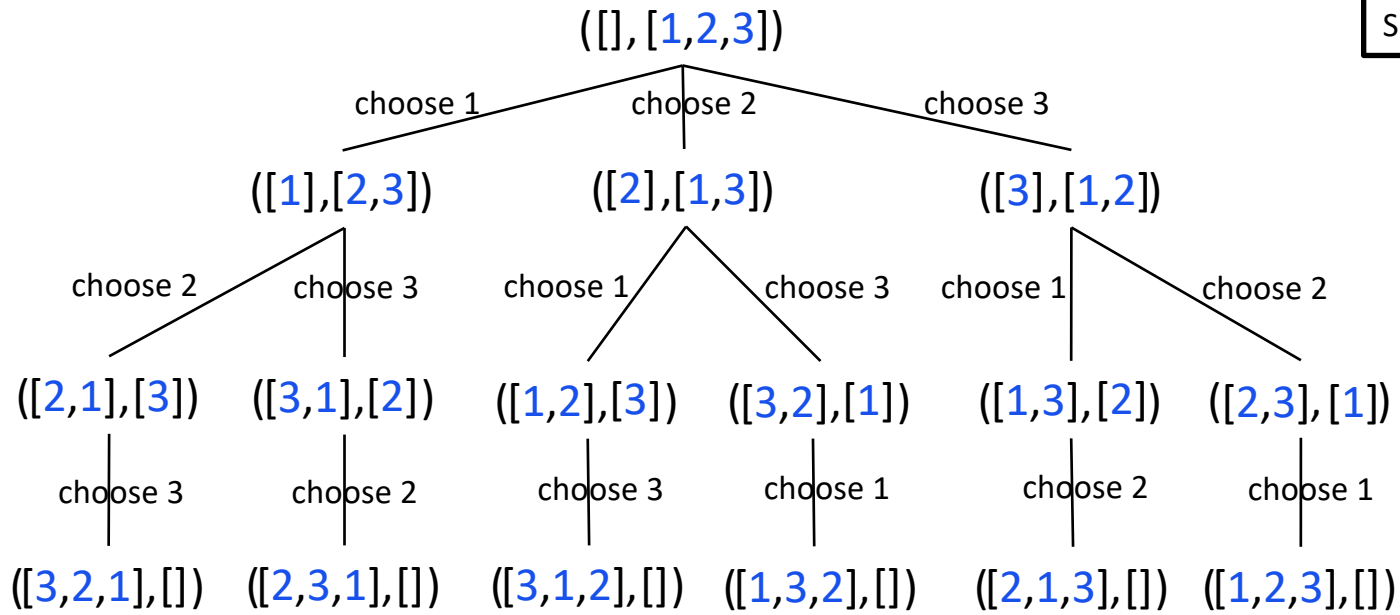 ([], [1,2,3])
S
choose 1 choose 2 choose 3
([1],[2,3]) ([2],[1,3]) ([3],[1,2])
choose 2 choose 3 choose 1 choose 3 choose 1 choose 2
([2,1],[3]) ([3,1],[2]) ([1,2],[3]) ([3,2],[1]) ([1,3],[2]) ([2,3],[1])
choose 3 choose 2 choose 3 choose 1 choose 2 choose 1
([3,2,1],[]) ([2,3,1],[]) ([3,1,2],[]) ([1,3,2],[]) ([2,1,3],[]) ([1,2,3],[])